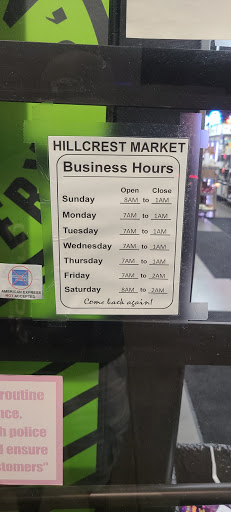 HILLCREST MARKET
Business Hours
Open Close
Sunday 8AM to 1AM
Monday 7AM to 1AM
Tuesday 7AM to 1AM
Wednesday 7AM to 1AM
Thursday 7AM to 1AM
Friday 7AM to 2AM
Saturday 8AM to 2AM
Come back again!
AMERICAN EXPRESS
NOT ACCEPTED
routine
nce.
h police
d ensure
stomers"